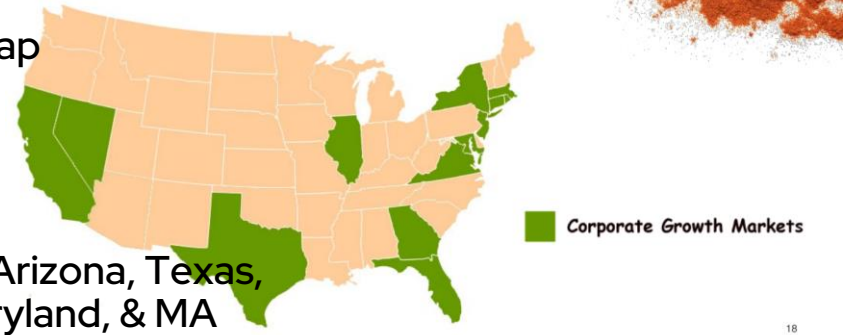 ap
Corporate Growth Markets
Arizona, Texas,
ryland, & MA
18